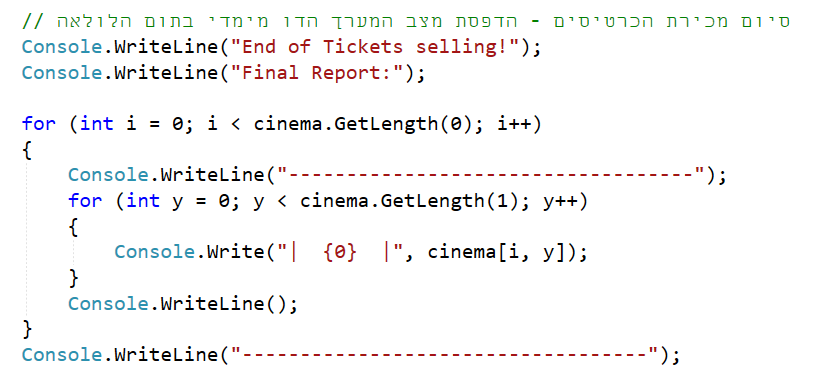 // סיום מכירת הכרטיסים - הדפסת מצב המערך הדו מימדי בתום הלולאה
Console.WriteLine("End of Tickets selling!");
Console.WriteLine("Final Report:");
for (int i = 0; i < cinema.GetLength(0); i++)
{
    Console.WriteLine("-----------------------------------");
    for (int y = 0; y < cinema.GetLength(1); y++)
    {
        Console.Write("|  {0}  |", cinema[i, y]);
    }
    Console.WriteLine();
}
Console.WriteLine("-----------------------------------");